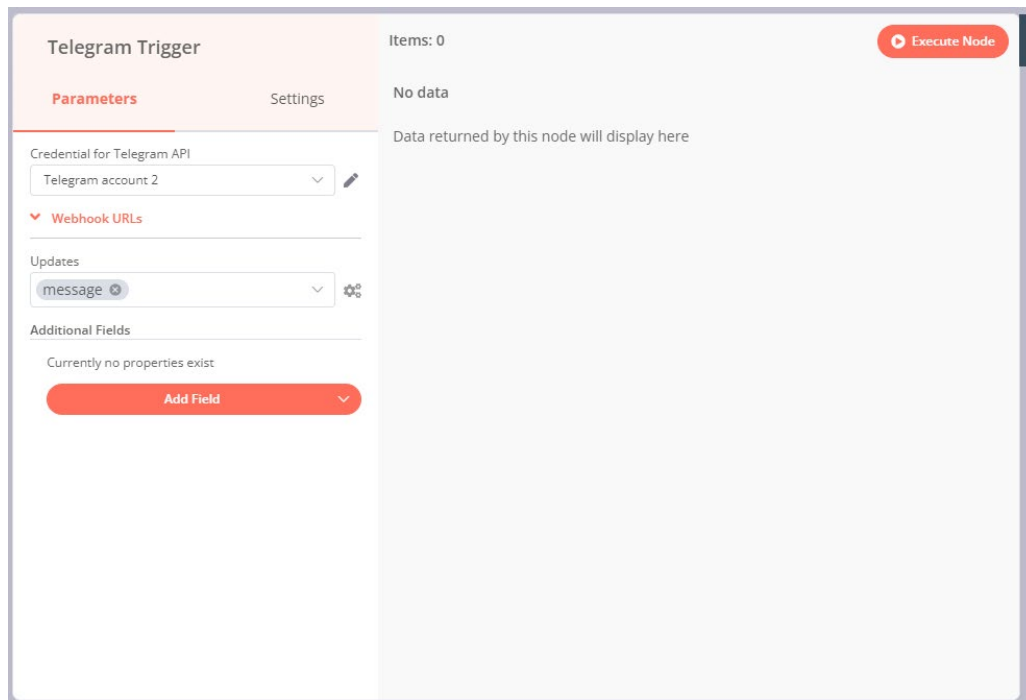 Telegram Trigger
Parameters
Settings
Credential for Telegram API
Telegram account 2
Webhook URLs
Updates
message
Additional Fields
Currently no properties exist
Add Field
Items: 0
Execute Node
No data
Data returned by this node will display here